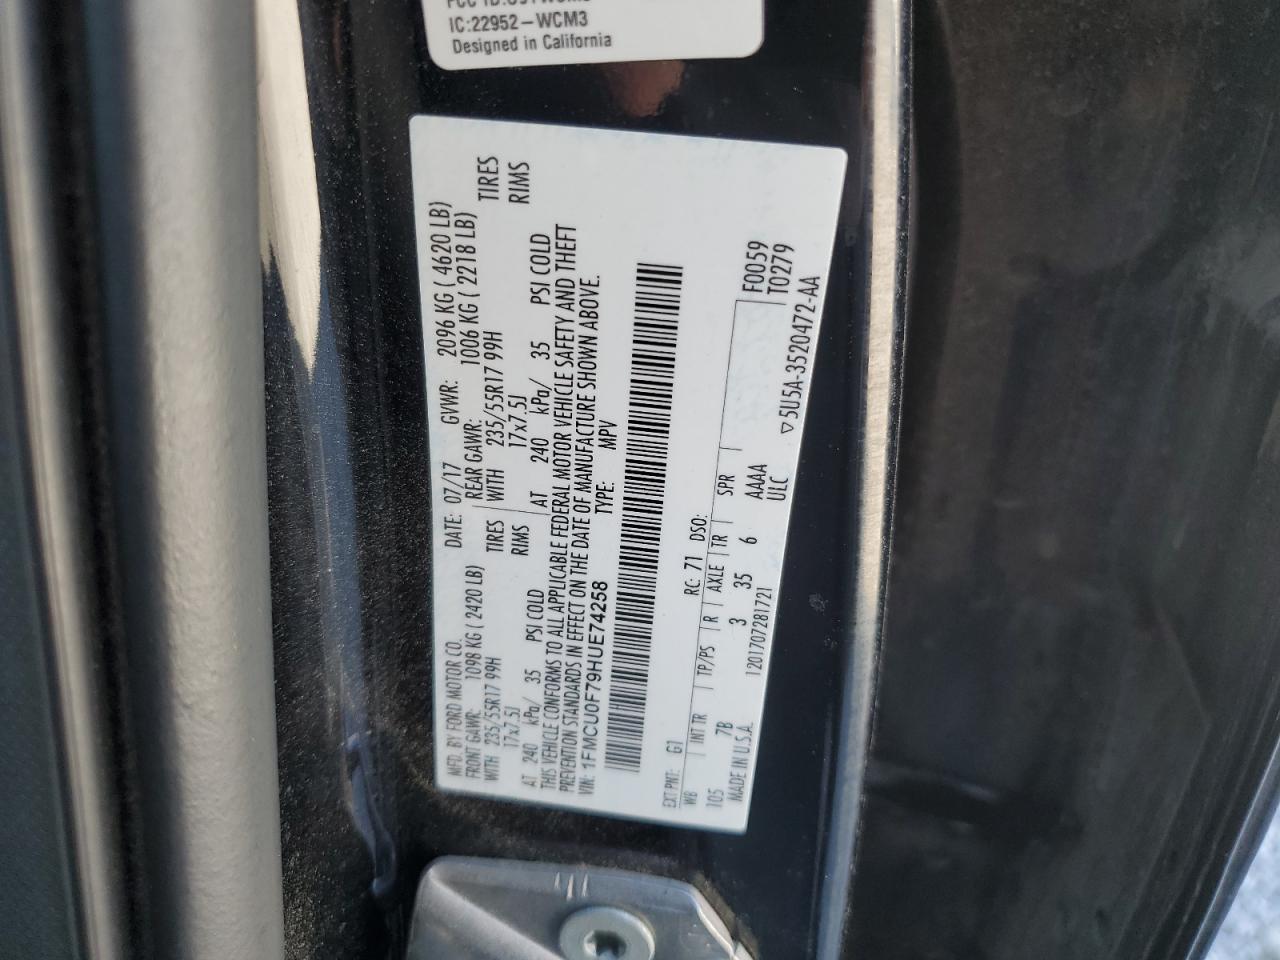 IC:22952-WCM3
Designed in California
MFD. BY FORD MOTOR CO.
DATE: 07/17 GVWR: 2096 KG ( 4620 LB)
FRONT GAWR: 1098 KG ( 2420 LB) REAR GAWR: 1006 KG ( 2218 LB)
WITH 235/55R17 99H TIRES WITH 235/55R17 99H TIRES
17x7.5J RIMS 17x7.5J RIMS
AT 240 kPa/ 35 PSI COLD AT 240 kPa/ 35 PSI COLD
THIS VEHICLE CONFORMS TO ALL APPLICABLE FEDERAL MOTOR VEHICLE SAFETY AND THEFT
PREVENTION STANDARDS IN EFFECT ON THE DATE OF MANUFACTURE SHOWN ABOVE.
VIN: 1FMCU0F79HUE74258 TYPE: MPV
EXT PNT: G1 RC: 71 DSO:
WB INT TR TP/PS R AXLE TR SPR F0059
105 7B 3 35 6 AAAA T0279
MADE IN U.S.A. 1201707281721 ULC ▽5U5A-3520472-AA